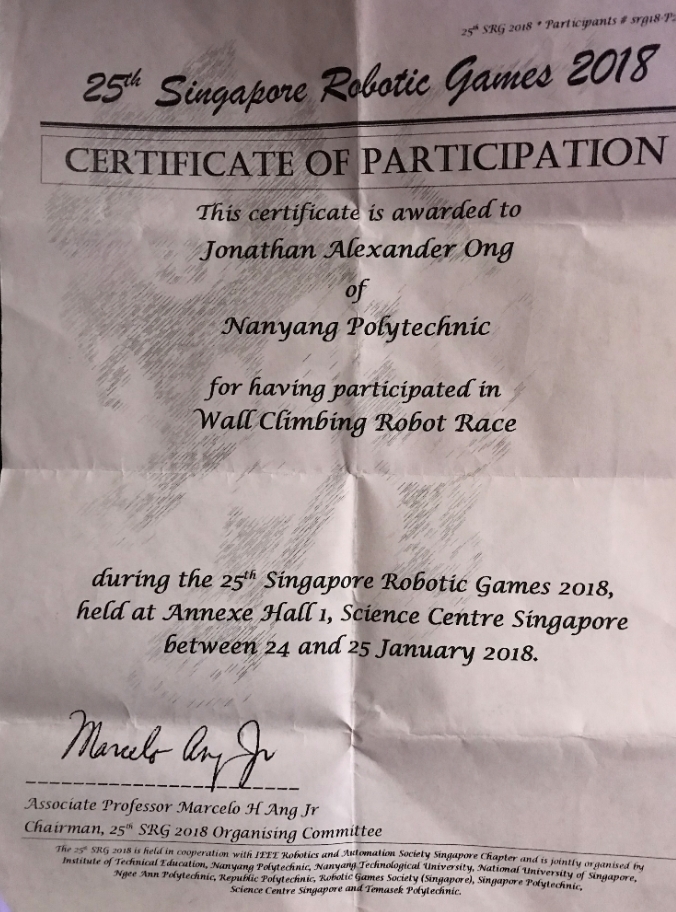 25th SRG 2018 * Participants # srg18-P
25th Singapore Robotic Games 2018
CERTIFICATE OF PARTICIPATION
This certificate is awarded to
Jonathan Alexander Ong
of
Nanyang Polytechnic
for having participated in
Wall Climbing Robot Race
during the 25th Singapore Robotic Games 2018,
held at Annexe Hall 1, Science Centre Singapore
between 24 and 25 January 2018.
Marcelo Ang Jr
Associate Professor Marcelo H Ang Jr
Chairman, 25th SRG 2018 Organising Committee
The 25th SRG 2018 is held in cooperation with IEEE Robotics and Automation Society Singapore Chapter and is jointly organised by
Institute of Technical Education, Nanyang Polytechnic, Nanyang Technological University, National University of Singapore,
Ngee Ann Polytechnic, Republic Polytechnic, Robotic Games Society (Singapore), Singapore Polytechnic,
Science Centre Singapore and Temasek Polytechnic.